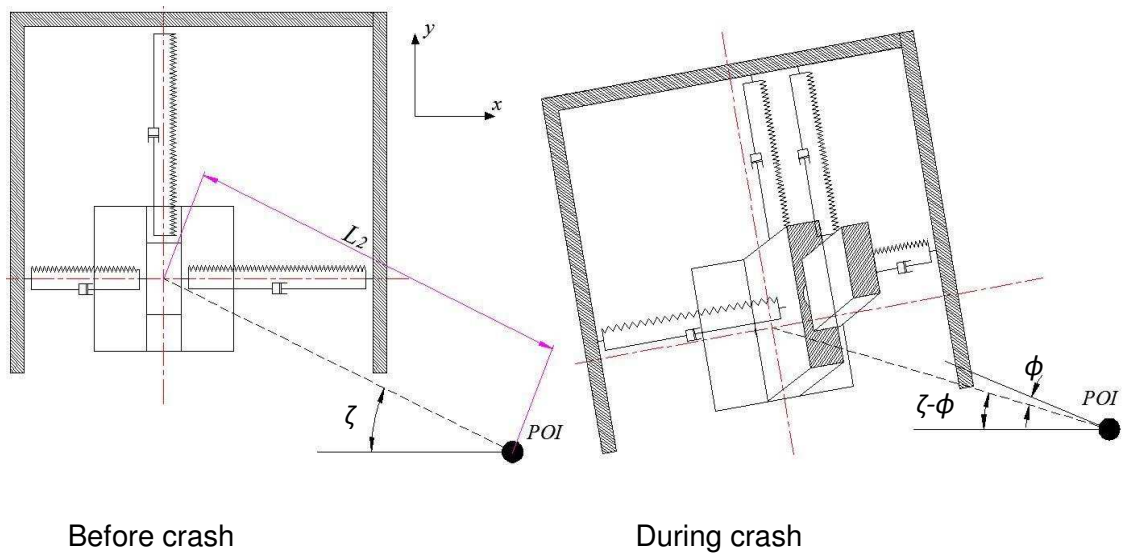 y
x
L2
ζ
POI
ϕ
ζ-ϕ
POI
Before crash
During crash